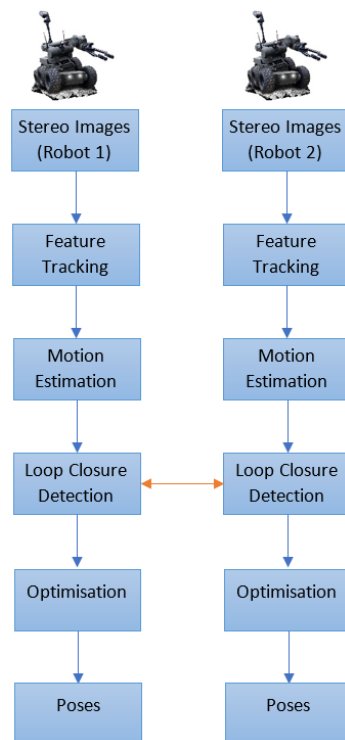 Stereo Images
(Robot 1)
Feature
Tracking
Motion
Estimation
Loop Closure
Detection
Optimisation
Poses
Stereo Images
(Robot 2)
Feature
Tracking
Motion
Estimation
Loop Closure
Detection
Optimisation
Poses